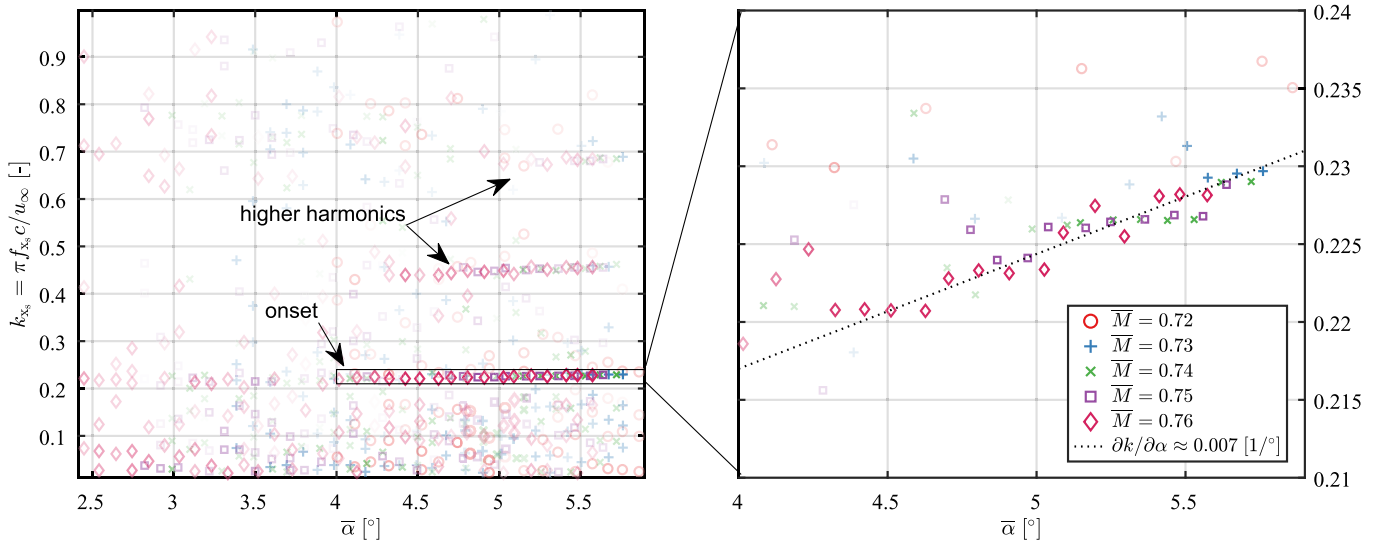 0.9
0.8
0.7
0.6
0.5
0.4
0.3
0.2
0.1
k_{x_s} = π f_{x_s} c/u_∞ [-]
higher harmonics
onset
2.5 3 3.5 4 4.5 5 5.5
α̅ [°]
0.24
0.235
0.23
0.225
0.22
0.215
0.21
M̅ = 0.72
M̅ = 0.73
M̅ = 0.74
M̅ = 0.75
M̅ = 0.76
∂k/∂α ≈ 0.007 [1/°]
4 4.5 5 5.5
α̅ [°]